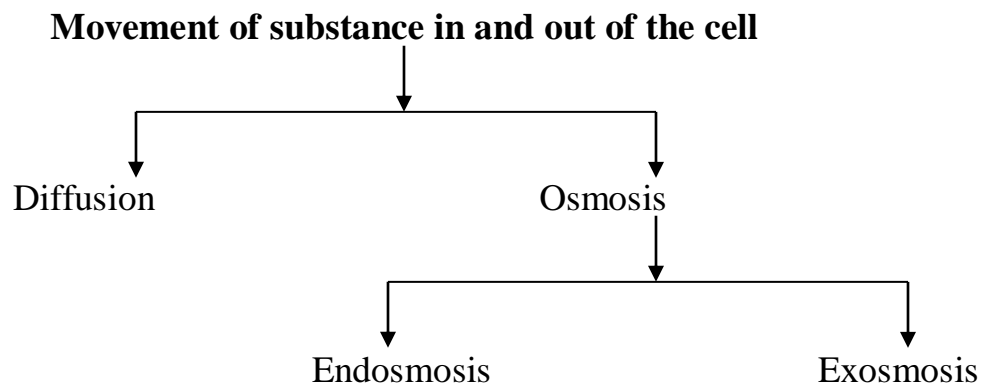 Movement of substance in and out of the cell
Diffusion Osmosis
Endosmosis Exosmosis